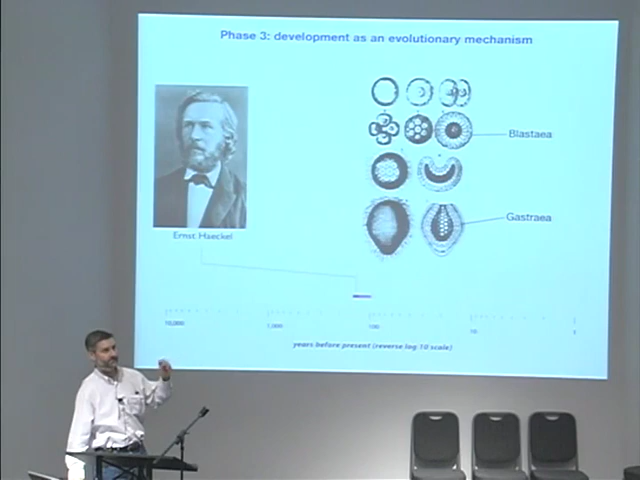 Phase 3: development as an evolutionary mechanism
Blastaea
Gastraea
Ernst Haeckel
10,000
1,000
100
10
1
years before present (reverse log 10 scale)